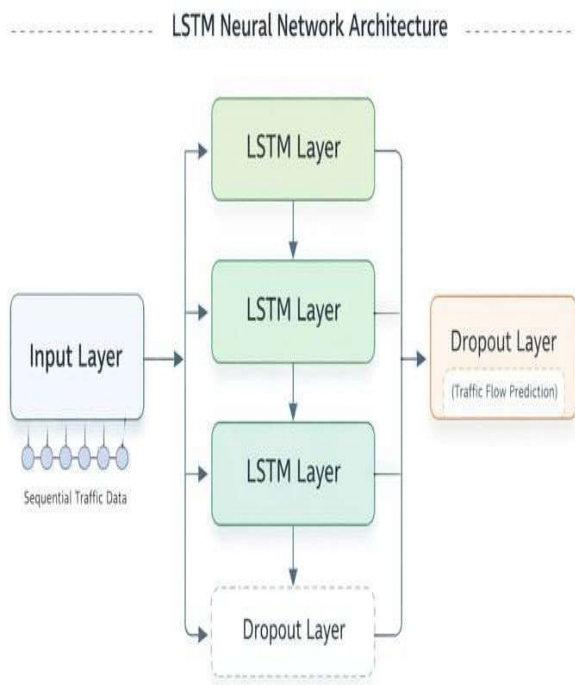 LSTM Neural Network Architecture
LSTM Layer
LSTM Layer
Input Layer
Sequential Traffic Data
LSTM Layer
Dropout Layer
Dropout Layer
(Traffic Flow Prediction)